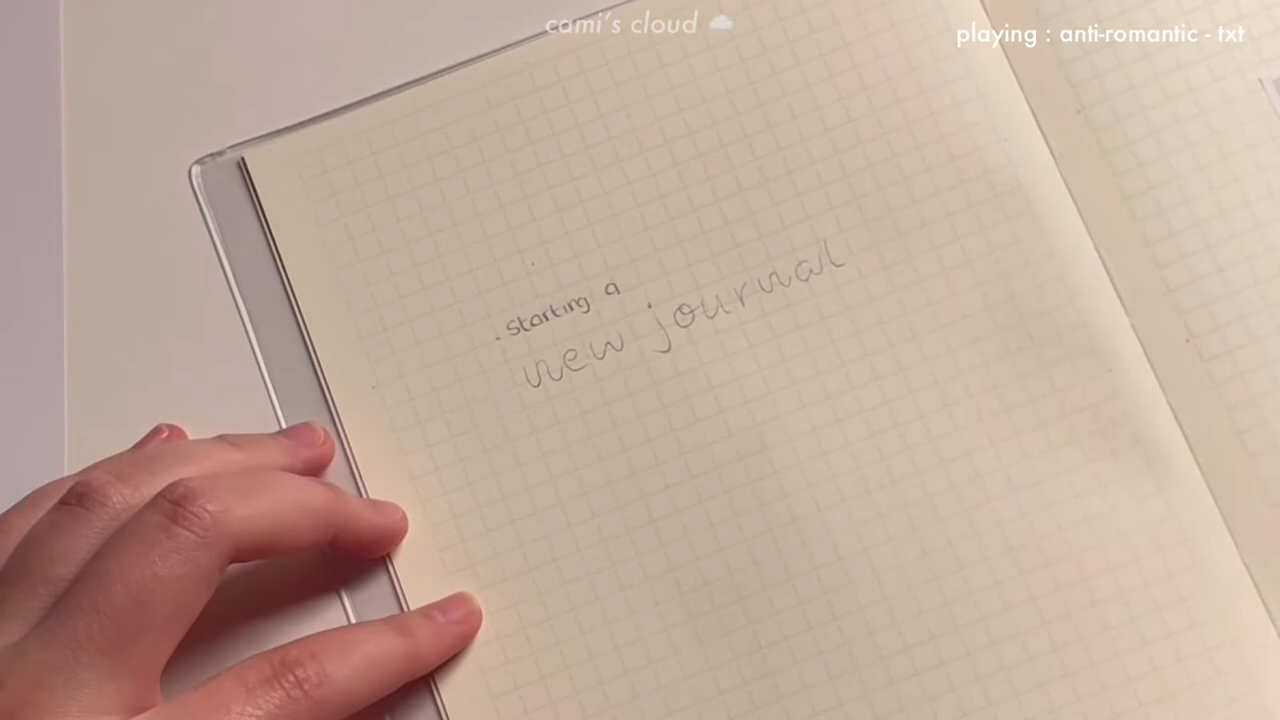 cami's cloud ☁️
playing : anti-romantic - txt
starting a
new journal